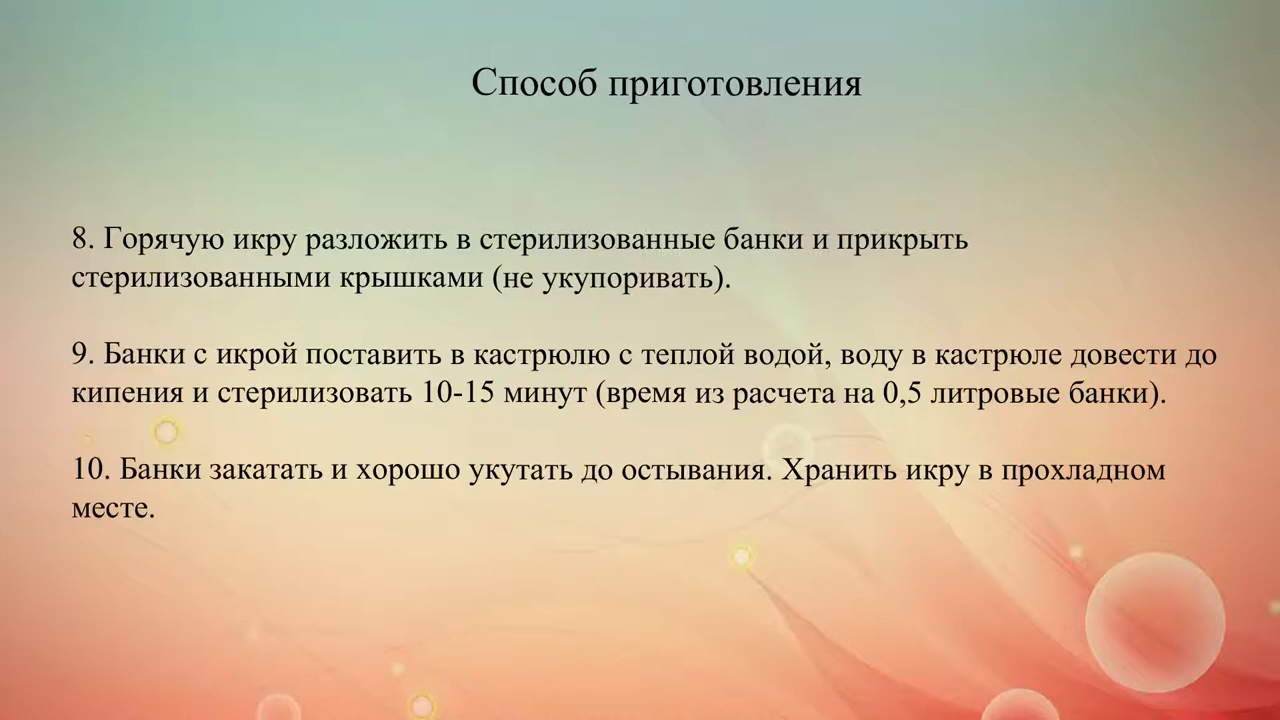 Способ приготовления
8. Горячую икру разложить в стерилизованные банки и прикрыть
стерилизованными крышками (не укупоривать).
9. Банки с икрой поставить в кастрюлю с теплой водой, воду в кастрюле довести до
кипения и стерилизовать 10-15 минут (время из расчета на 0,5 литровые банки).
10. Банки закатать и хорошо укутать до остывания. Хранить икру в прохладном
месте.